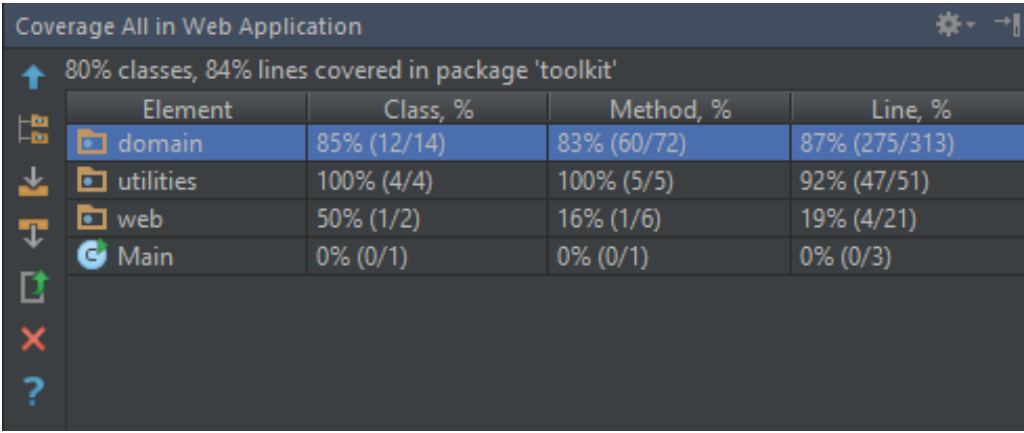 Coverage All in Web Application
80% classes, 84% lines covered in package 'toolkit'
Element Class, % Method, % Line, %
domain 85% (12/14) 83% (60/72) 87% (275/313)
utilities 100% (4/4) 100% (5/5) 92% (47/51)
web 50% (1/2) 16% (1/6) 19% (4/21)
Main 0% (0/1) 0% (0/1) 0% (0/3)